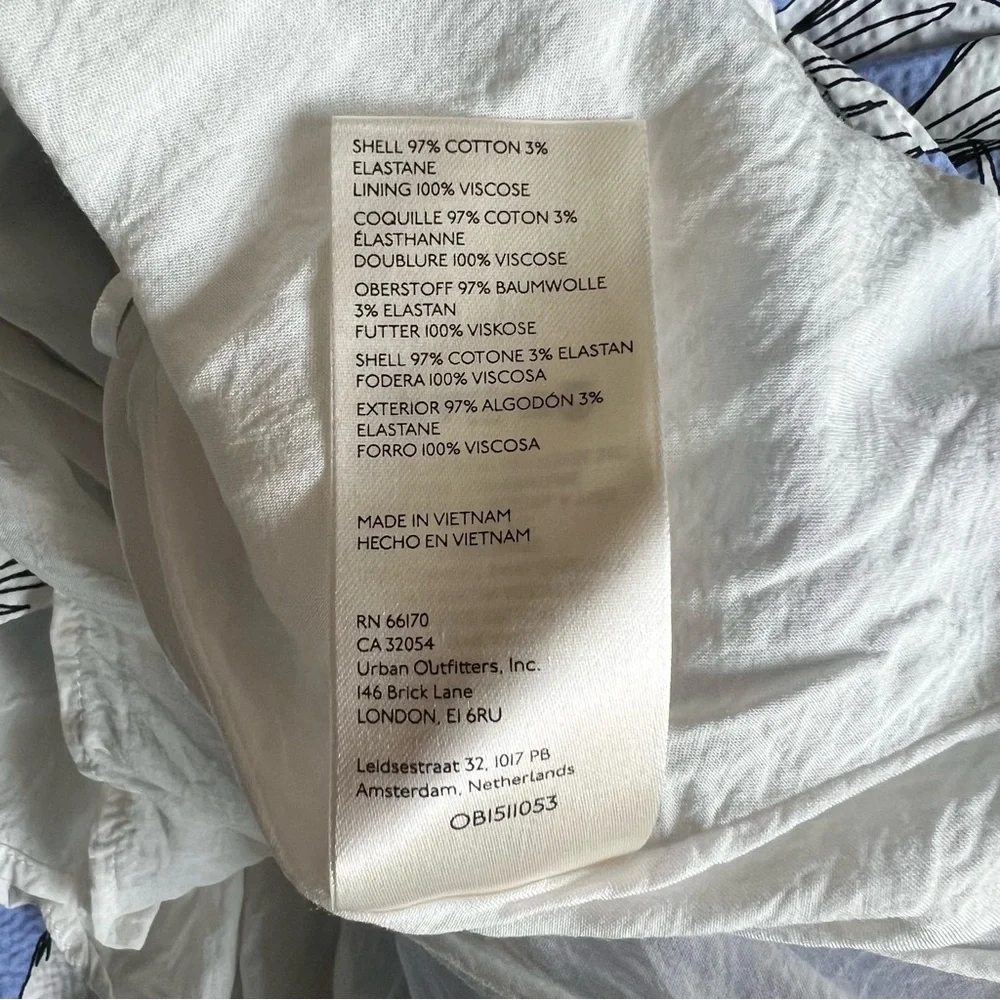 SHELL 97% COTTON 3%
ELASTANE
LINING 100% VISCOSE
COQUILLE 97% COTON 3%
ÉLASTHANNE
DOUBLURE 100% VISCOSE
OBERSTOFF 97% BAUMWOLLE
3% ELASTAN
FUTTER 100% VISKOSE
SHELL 97% COTONE 3% ELASTAN
FODERA 100% VISCOSA
EXTERIOR 97% ALGODÓN 3%
ELASTANE
FORRO 100% VISCOSA
MADE IN VIETNAM
HECHO EN VIETNAM
RN 66170
CA 32054
Urban Outfitters, Inc.
146 Brick Lane
LONDON, E1 6RU
Leidsestraat 32, 1017 PB
Amsterdam, Netherlands
OB1511053